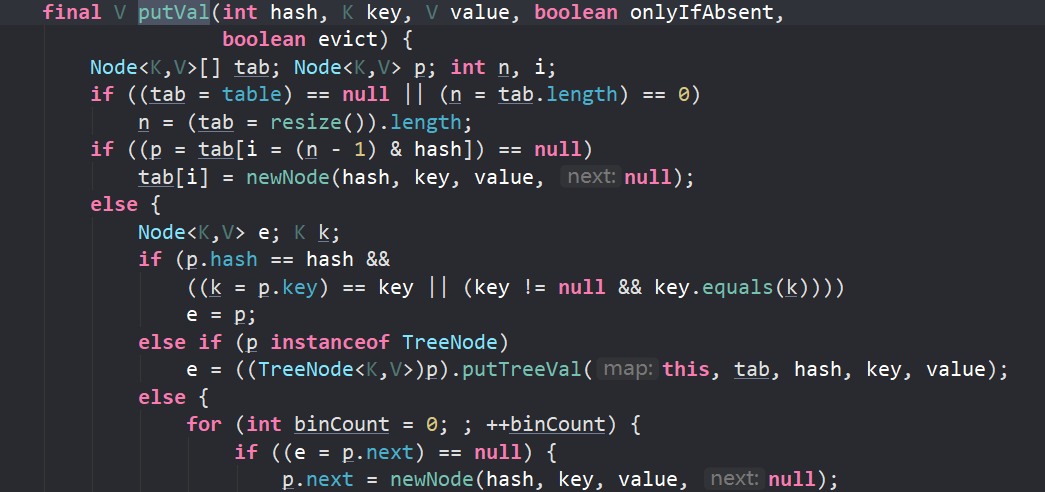 final V putVal(int hash, K key, V value, boolean onlyIfAbsent,
boolean evict) {
Node<K,V>[] tab; Node<K,V> p; int n, i;
if ((tab = table) == null || (n = tab.length) == 0)
n = (tab = resize()).length;
if ((p = tab[i = (n - 1) & hash]) == null)
tab[i] = newNode(hash, key, value, next: null);
else {
Node<K,V> e; K k;
if (p.hash == hash &&
((k = p.key) == key || (key != null && key.equals(k))))
e = p;
else if (p instanceof TreeNode)
e = ((TreeNode<K,V>)p).putTreeVal( map: this, tab, hash, key, value);
else {
for (int binCount = 0; ; ++binCount) {
if ((e = p.next) == null) {
p.next = newNode(hash, key, value, next: null);